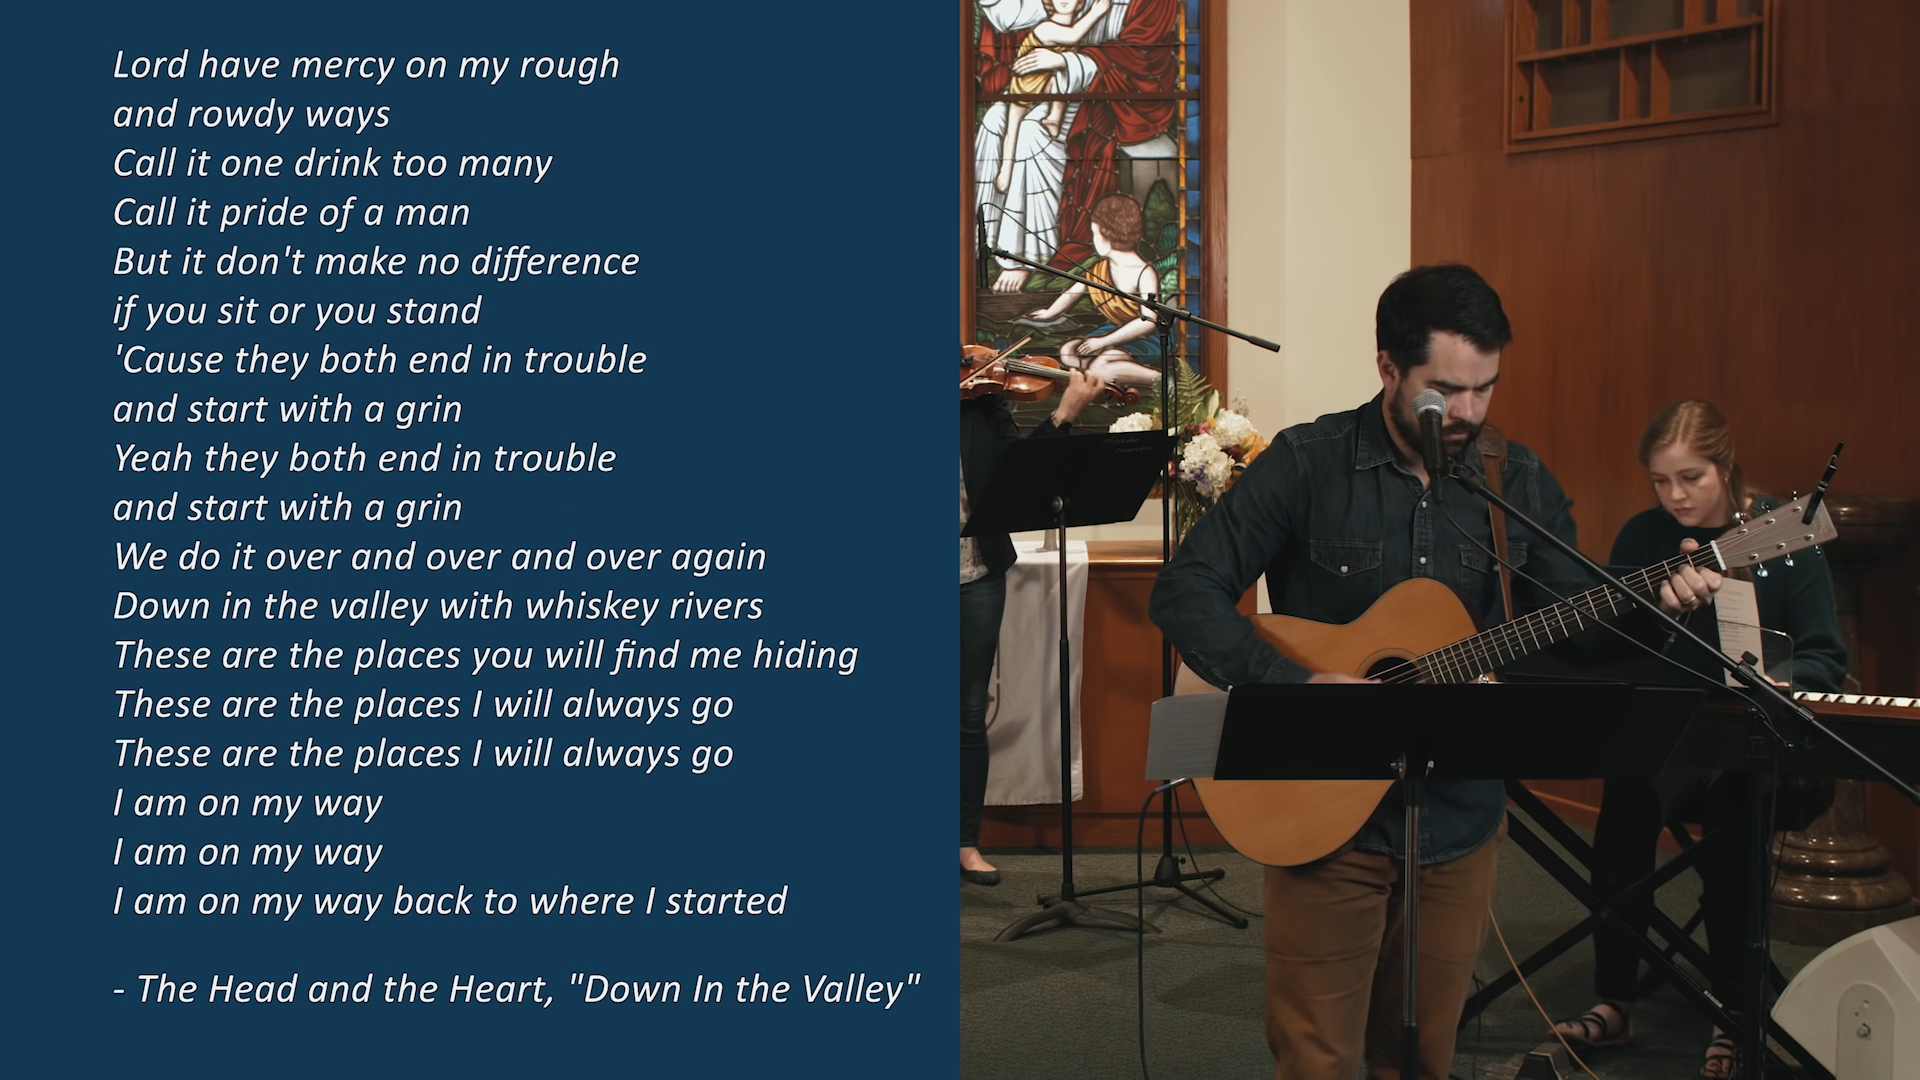 Lord have mercy on my rough
and rowdy ways
Call it one drink too many
Call it pride of a man
But it don't make no difference
if you sit or you stand
'Cause they both end in trouble
and start with a grin
Yeah they both end in trouble
and start with a grin
We do it over and over and over again
Down in the valley with whiskey rivers
These are the places you will find me hiding
These are the places I will always go
These are the places I will always go
I am on my way
I am on my way
I am on my way back to where I started
- The Head and the Heart, "Down In the Valley"